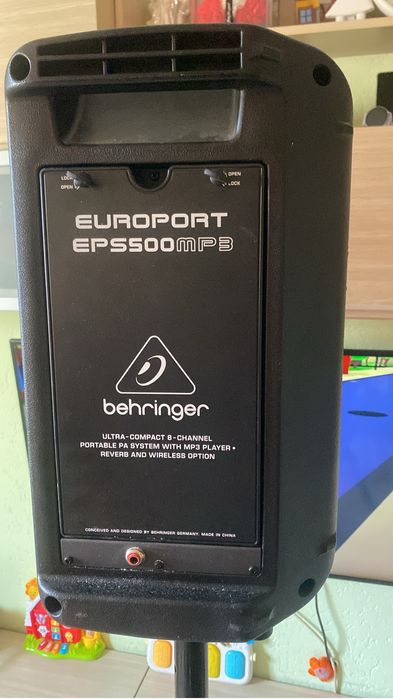 LOCK
OPEN
OPEN
LOCK
EUROPORT
EPS500MP3
behringer
ULTRA-COMPACT 8-CHANNEL
PORTABLE PA SYSTEM WITH MP3 PLAYER •
REVERB AND WIRELESS OPTION
CONCEIVED AND DESIGNED BY BEHRINGER GERMANY. MADE IN CHINA